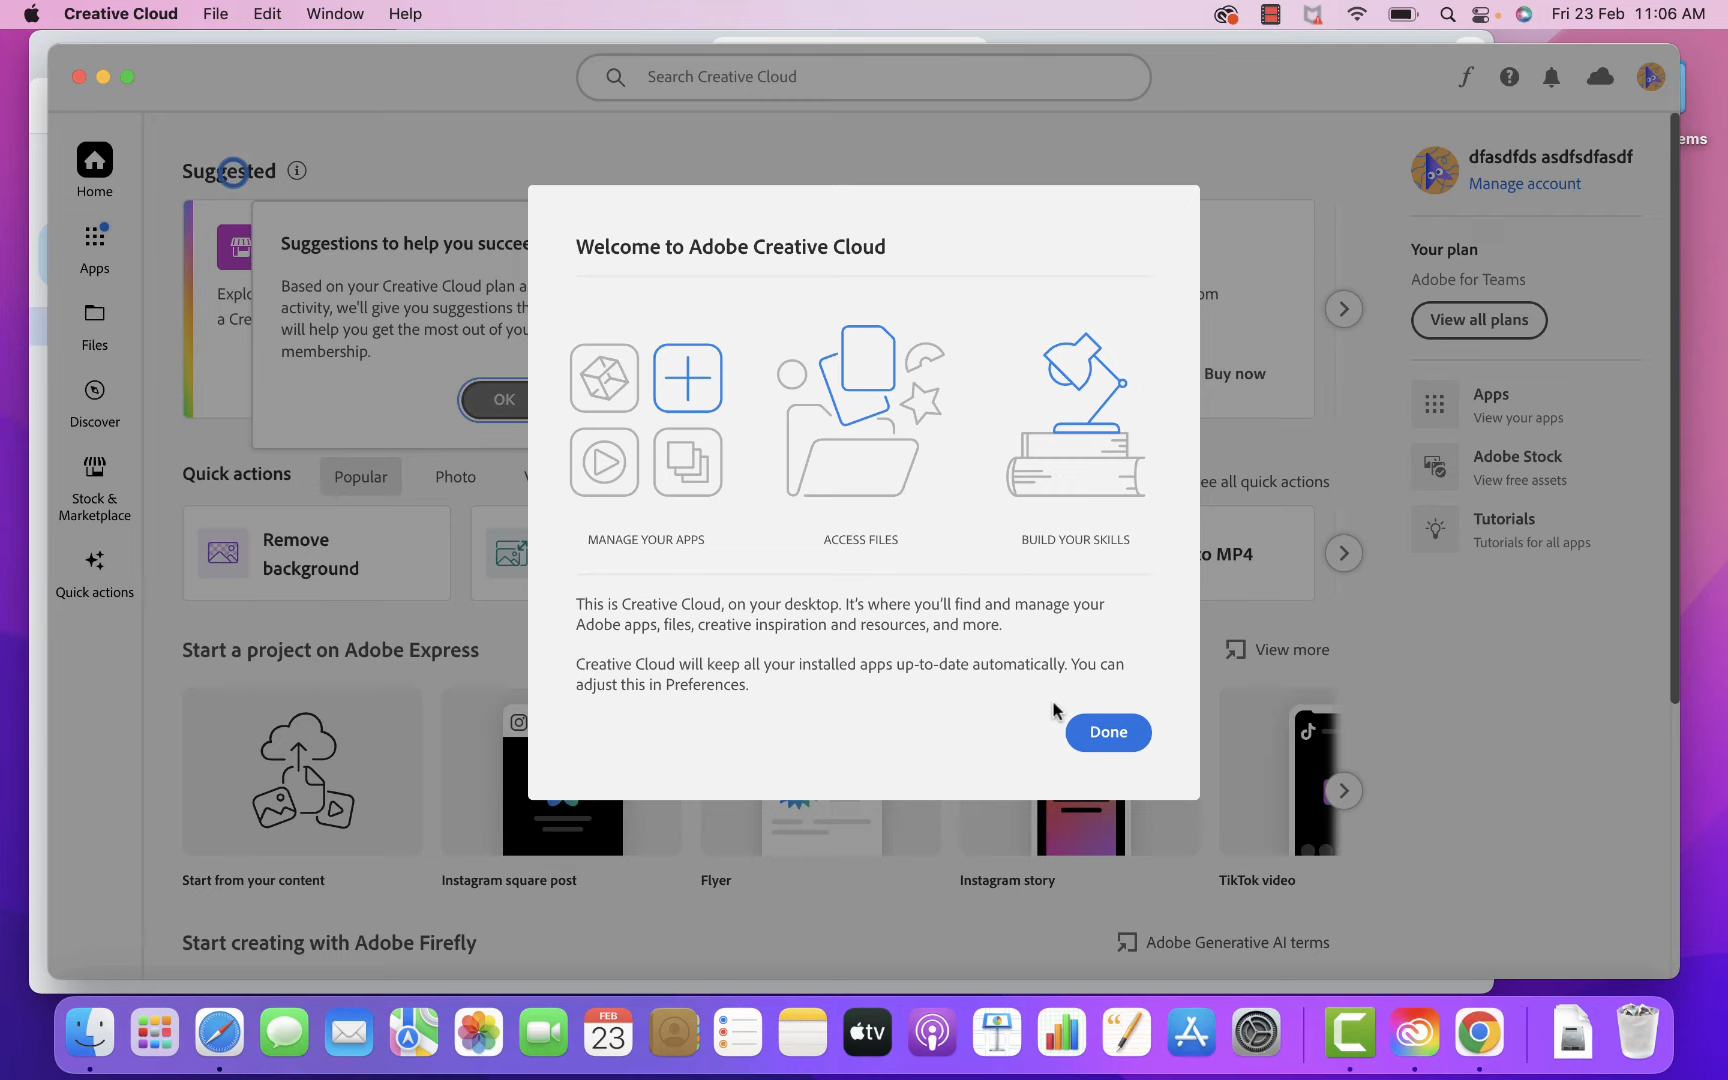 Creative Cloud File Edit Window Help
Fri 23 Feb 11:06 AM
Search Creative Cloud
ems
Home
Apps
Files
Discover
Stock &
Marketplace
Quick actions
Suggested
Explo
a Cre
Suggestions to help you succee
Based on your Creative Cloud plan a
activity, we'll give you suggestions th
will help you get the most out of you
membership.
OK
om
Buy now
Welcome to Adobe Creative Cloud
MANAGE YOUR APPS
ACCESS FILES
BUILD YOUR SKILLS
This is Creative Cloud, on your desktop. It's where you'll find and manage your
Adobe apps, files, creative inspiration and resources, and more.
Creative Cloud will keep all your installed apps up-to-date automatically. You can
adjust this in Preferences.
Done
dfasdfds asdfsdfasdf
Manage account
Your plan
Adobe for Teams
View all plans
Apps
View your apps
Adobe Stock
View free assets
Tutorials
Tutorials for all apps
Quick actions
Popular
Photo
V
ee all quick actions
Remove
background
to MP4
Start a project on Adobe Express
View more
Start from your content
Instagram square post
Flyer
Instagram story
TikTok video
Start creating with Adobe Firefly
Adobe Generative AI terms
FEB
23
tv